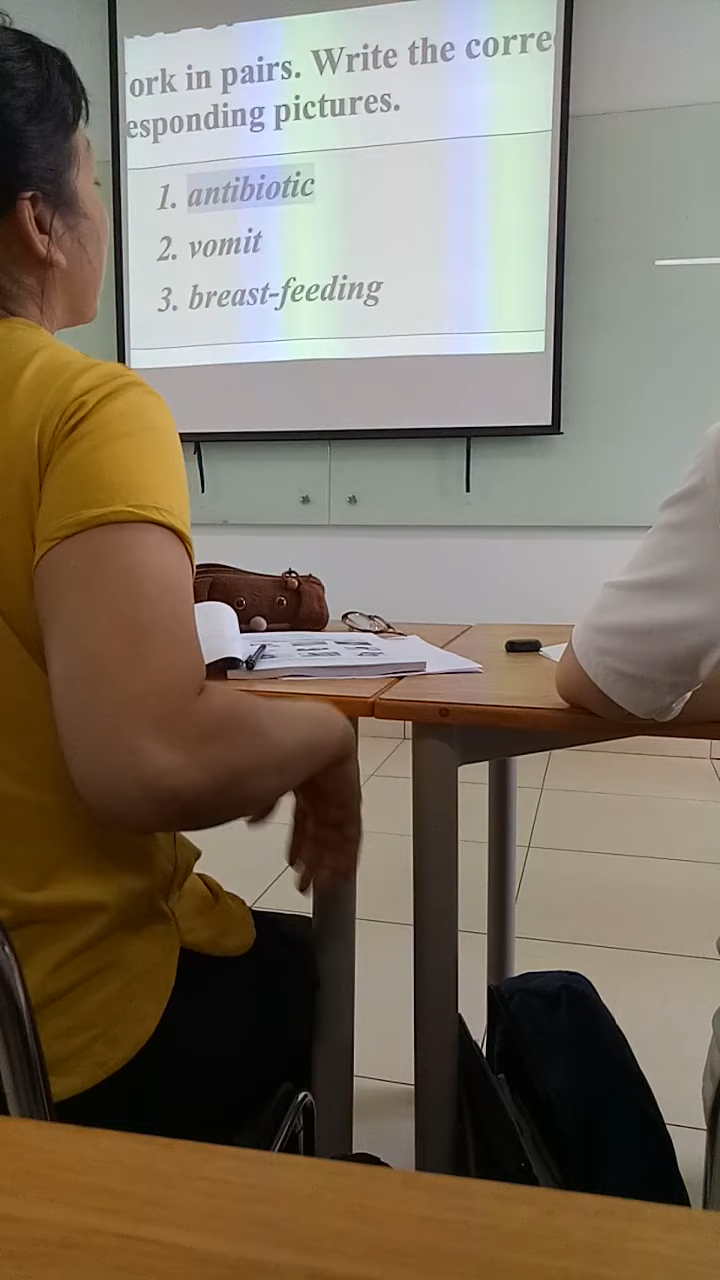 ork in pairs. Write the corre
esponding pictures.
1. antibiotic
2. vomit
3. breast-feeding